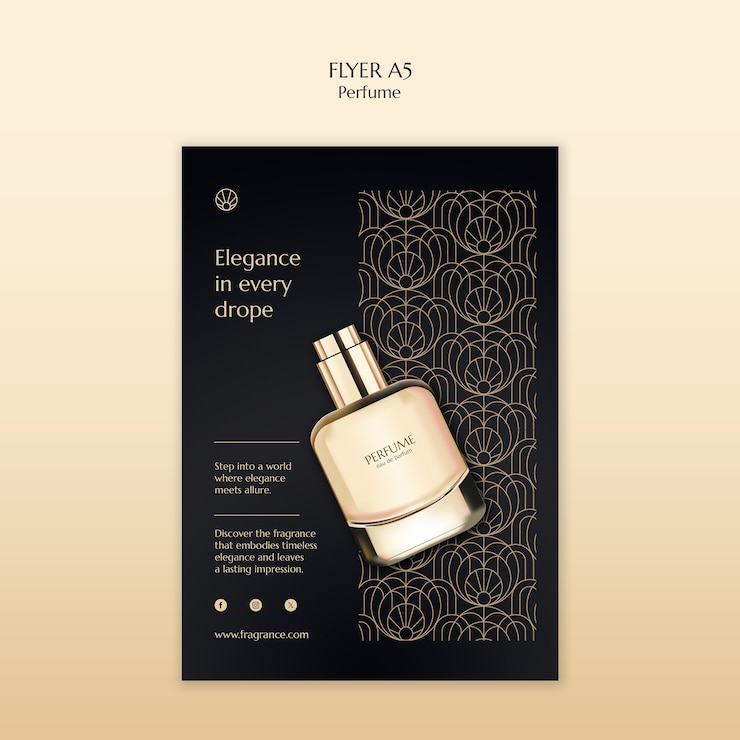 FLYER A5
Perfume
Elegance
in every
drope
PERFUME
eau de parfum
Step into a world
where elegance
meets allure.
Discover the fragrance
that embodies timeless
elegance and leaves
a lasting impression.
www.fragrance.com